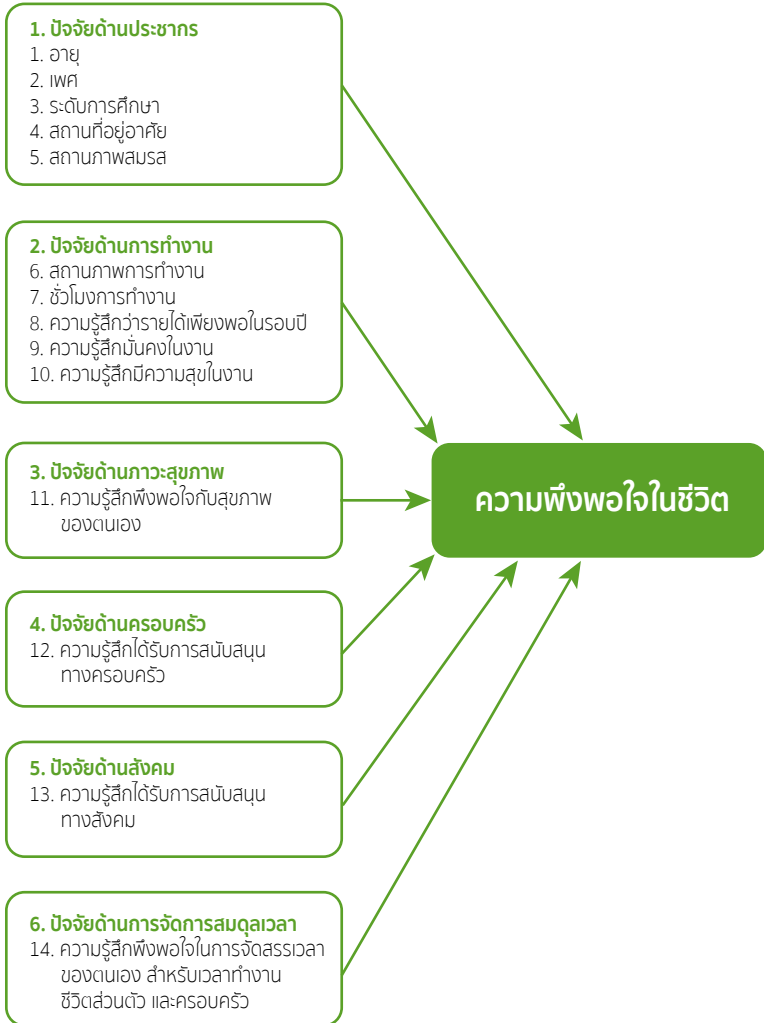 1. ปัจจัยด้านประชากร
1. อายุ
2. เพศ
3. ระดับการศึกษา
4. สถานที่อยู่อาศัย
5. สถานภาพสมรส
2. ปัจจัยด้านการทำงาน
6. สถานภาพการทำงาน
7. ชั่วโมงการทำงาน
8. ความรู้สึกว่ารายได้เพียงพอในรอบปี
9. ความรู้สึกมั่นคงในงาน
10. ความรู้สึกมีความสุขในงาน
3. ปัจจัยด้านภาวะสุขภาพ
11. ความรู้สึกพึงพอใจกับสุขภาพ
ของตนเอง
ความพึงพอใจในชีวิต
4. ปัจจัยด้านครอบครัว
12. ความรู้สึกได้รับการสนับสนุน
ทางครอบครัว
5. ปัจจัยด้านสังคม
13. ความรู้สึกได้รับการสนับสนุน
ทางสังคม
6. ปัจจัยด้านการจัดการสมดุลเวลา
14. ความรู้สึกพึงพอใจในการจัดสรรเวลา
ของตนเอง สำหรับเวลาทำงาน
ชีวิตส่วนตัว และครอบครัว